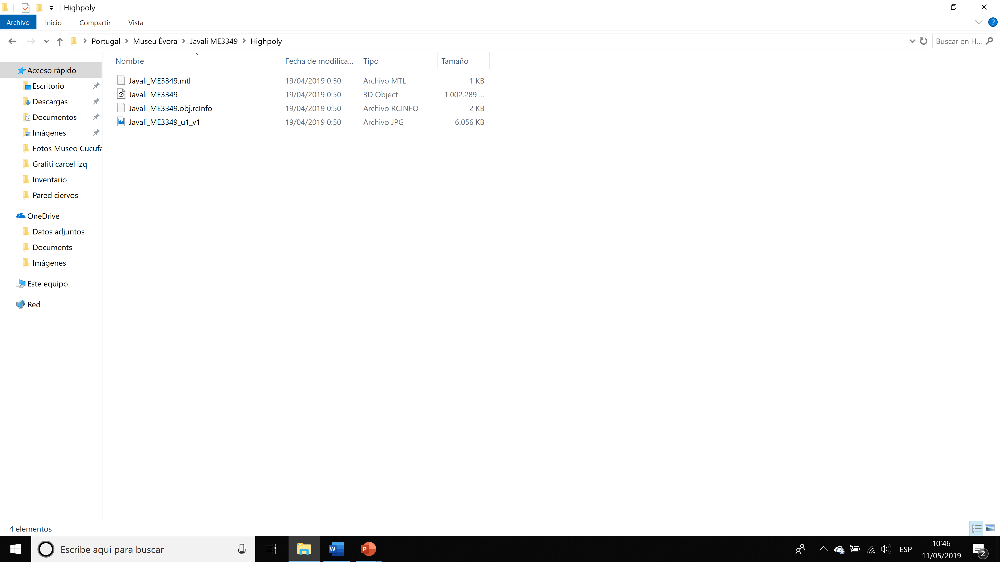 Highpoly
Archivo Inicio Compartir Vista
Portugal Museu Évora Javali ME3349 Highpoly
Buscar en H...
Nombre Fecha de modifica... Tipo Tamaño
Javali_ME3349.mtl 19/04/2019 0:50 Archivo MTL 1 KB
Javali_ME3349 19/04/2019 0:50 3D Object 1.002.289 ...
Javali_ME3349.obj.rcInfo 19/04/2019 0:50 Archivo RCINFO 2 KB
Javali_ME3349_u1_v1 19/04/2019 0:50 Archivo JPG 6.056 KB
Acceso rápido
Escritorio
Descargas
Documentos
Imágenes
Fotos Museo Cucufa
Grafiti carcel izq
Inventario
Pared ciervos
OneDrive
Datos adjuntos
Documents
Imágenes
Este equipo
Red
4 elementos
Escribe aquí para buscar
ESP
10:46
11/05/2019
2